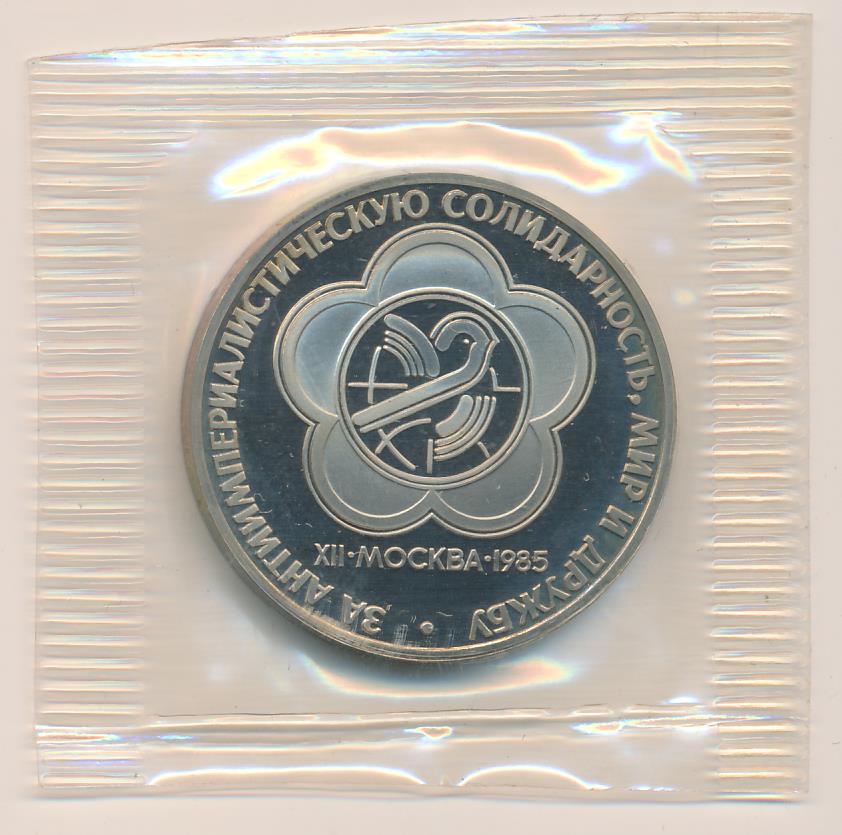 ЗА АНТИИМПЕРИАЛИСТИЧЕСКУЮ СОЛИДАРНОСТЬ, МИР И ДРУЖБУ •
XII•МОСКВА•1985